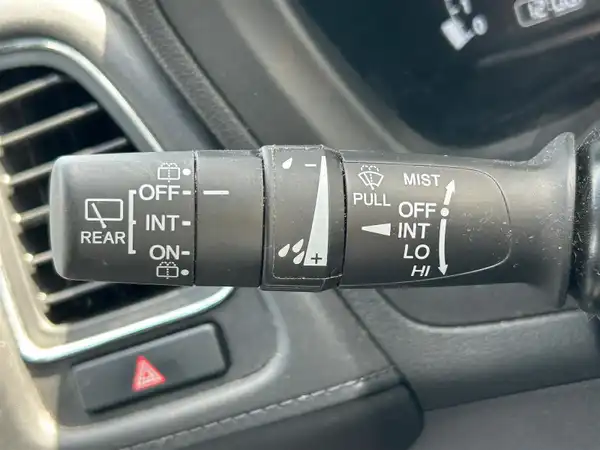 OFF
INT
ON
REAR
- +
PULL
MIST
OFF
INT
LO
HI